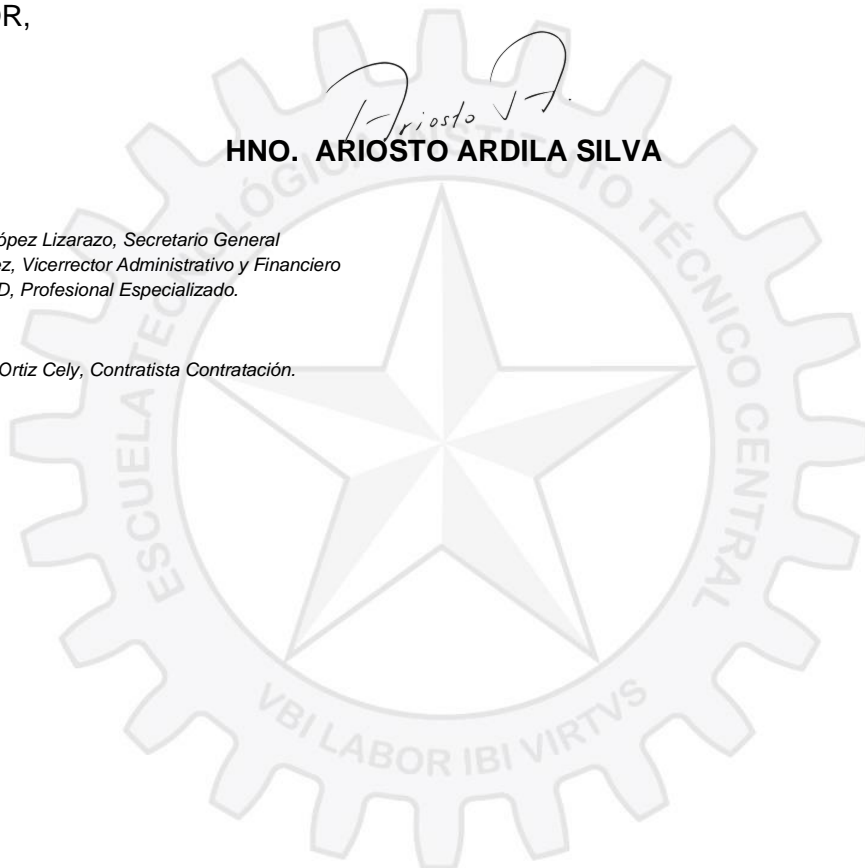 R,
Ariosto A.
HNO. ARIOSTO ARDILA SILVA
ópez Lizarazo, Secretario General
ez, Vicerrector Administrativo y Financiero
D, Profesional Especializado.
Ortiz Cely, Contratista Contratación.
ESCUELA TECNOLÓGICA INSTITUTO TÉCNICO CENTRAL
VBI LABOR IBI VIRTVS